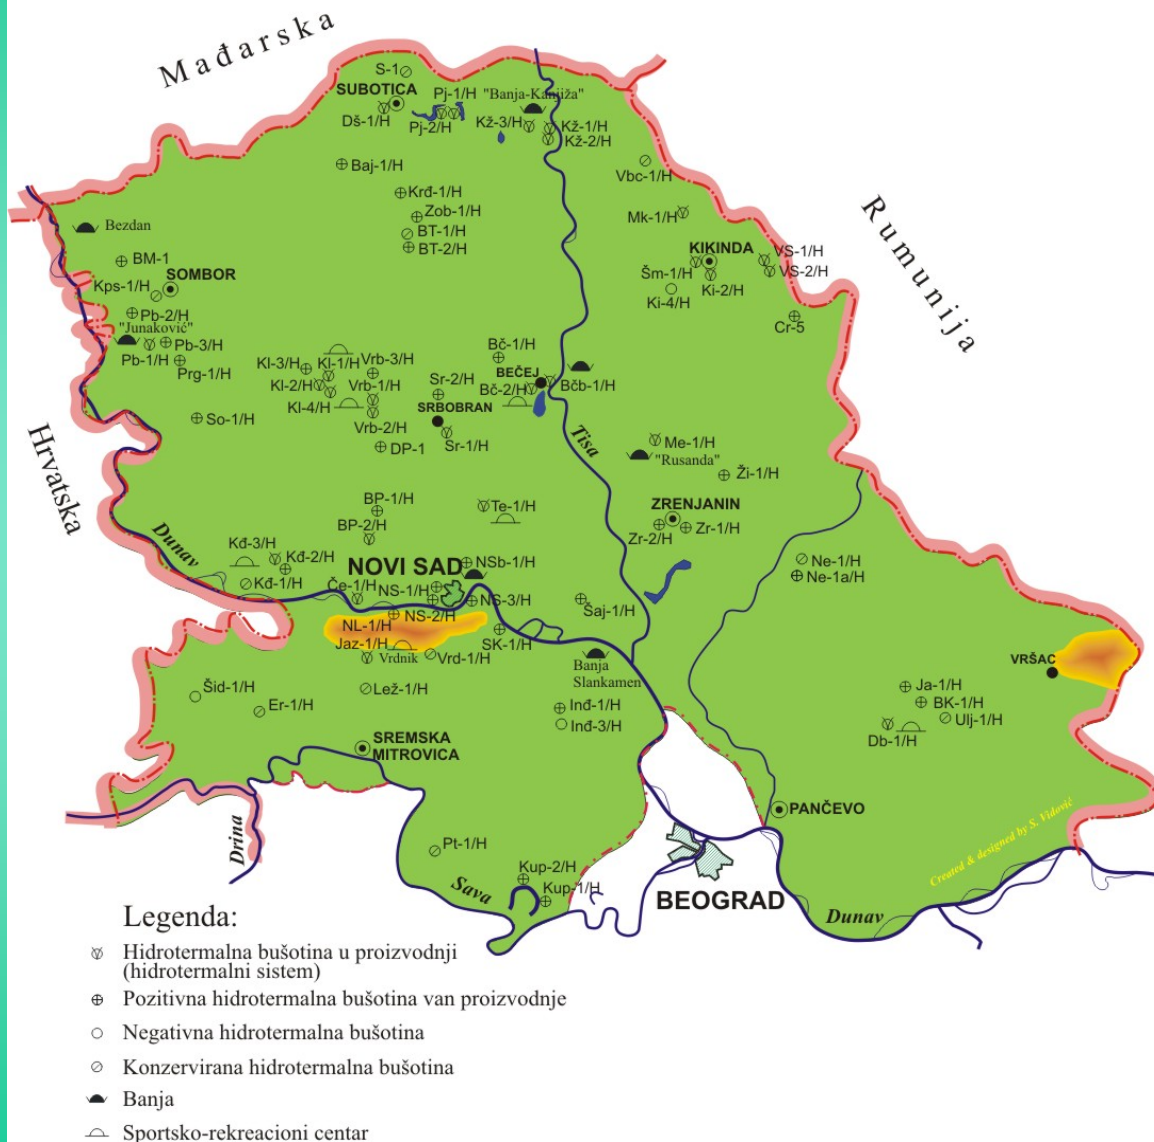 Mađarska
S-1
SUBOTICA
Pj-1/H
"Banja-Kanjiža"
Dš-1/H
Pj-2/H
Kž-3/H
Kž-1/H
Kž-2/H
Baj-1/H
Vbc-1/H
Krđ-1/H
Zob-1/H
Mk-1/H
Rumunija
Bezdan
BT-1/H
BT-2/H
KIKINDA
VS-1/H
BM-1
SOMBOR
Šm-1/H
VS-2/H
Kps-1/H
Ki-2/H
Ki-4/H
Pb-2/H
Cr-5
"Junaković"
Pb-3/H
Bč-1/H
Pb-1/H
Prg-1/H
Kl-3/H
Kl-1/H
Vrb-3/H
BEČEJ
Kl-2/H
Vrb-1/H
Sr-2/H
Bč-2/H
Bčb-1/H
Kl-4/H
SRBOBRAN
So-1/H
Vrb-2/H
Sr-1/H
Tisa
Hrvatska
DP-1
Me-1/H
"Rusanda"
Ži-1/H
BP-1/H
Te-1/H
ZRENJANIN
Dunav
BP-2/H
Zr-2/H
Zr-1/H
Kđ-3/H
Kđ-2/H
NOVI SAD
NSb-1/H
Ne-1/H
Kđ-1/H
Če-1/H
NS-1/H
Ne-1a/H
NS-3/H
Šaj-1/H
NL-1/H
NS-2/H
SK-1/H
Jaz-1/H
Vrdnik
Vrd-1/H
Banja
Slankamen
VRŠAC
Šid-1/H
Lež-1/H
Ja-1/H
Er-1/H
Inđ-1/H
BK-1/H
Inđ-3/H
Ulj-1/H
Db-1/H
SREMSKA
MITROVICA
PANČEVO
Drina
Pt-1/H
Created & designed by S. Vidović
Kup-2/H
Sava
Kup-1/H
BEOGRAD
Dunav
Legenda:
Hidrotermalna bušotina u proizvodnji
(hidrotermalni sistem)
Pozitivna hidrotermalna bušotina van proizvodnje
Negativna hidrotermalna bušotina
Konzervirana hidrotermalna bušotina
Banja
Sportsko-rekreacioni centar